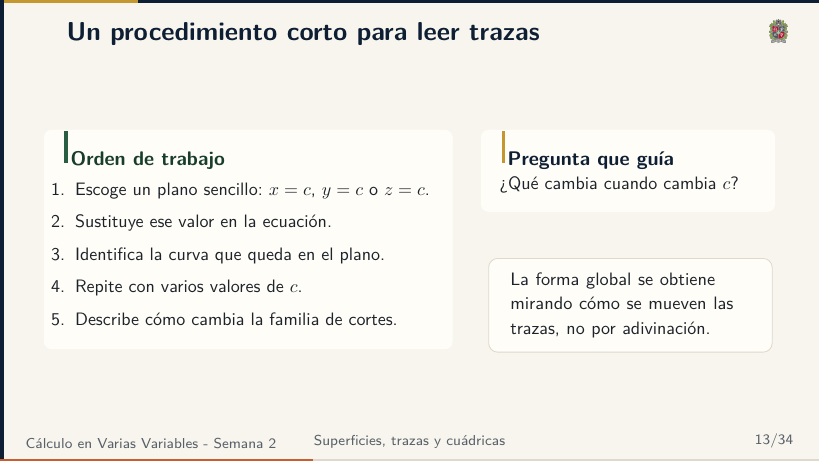 Un procedimiento corto para leer trazas
Orden de trabajo
1. Escoge un plano sencillo: x = c, y = c o z = c.
2. Sustituye ese valor en la ecuación.
3. Identifica la curva que queda en el plano.
4. Repite con varios valores de c.
5. Describe cómo cambia la familia de cortes.
Pregunta que guía
¿Qué cambia cuando cambia c?
La forma global se obtiene
mirando cómo se mueven las
trazas, no por adivinación.
Cálculo en Varias Variables - Semana 2
Superficies, trazas y cuádricas
13/34